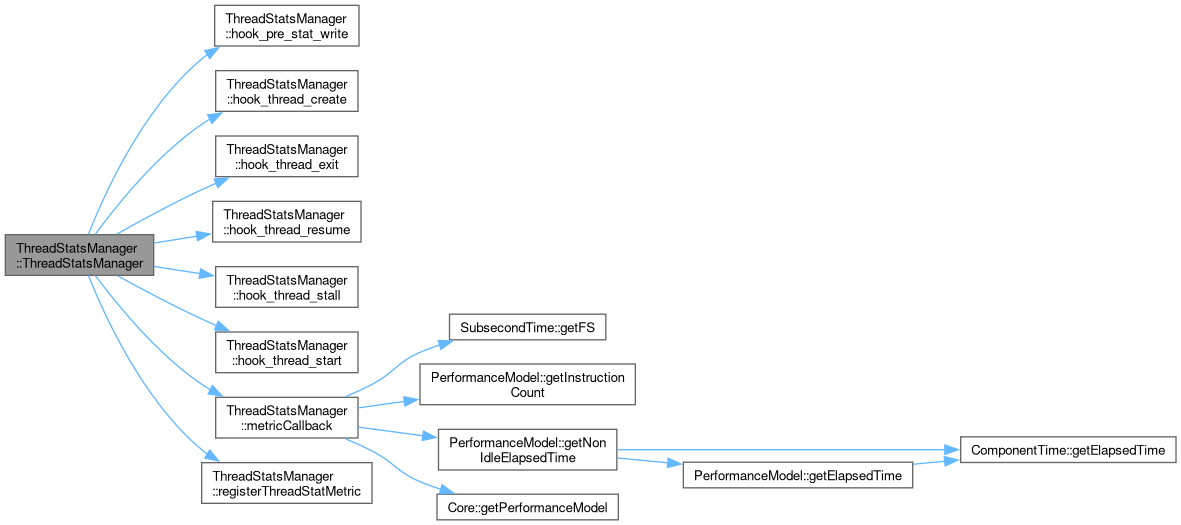 ThreadStatsManager
::ThreadStatsManager
ThreadStatsManager
::hook_pre_stat_write
ThreadStatsManager
::hook_thread_create
ThreadStatsManager
::hook_thread_exit
ThreadStatsManager
::hook_thread_resume
ThreadStatsManager
::hook_thread_stall
ThreadStatsManager
::hook_thread_start
ThreadStatsManager
::metricCallback
ThreadStatsManager
::registerThreadStatMetric
SubsecondTime::getFS
PerformanceModel::getInstruction
Count
PerformanceModel::getNon
IdleElapsedTime
Core::getPerformanceModel
PerformanceModel::getElapsedTime
ComponentTime::getElapsedTime